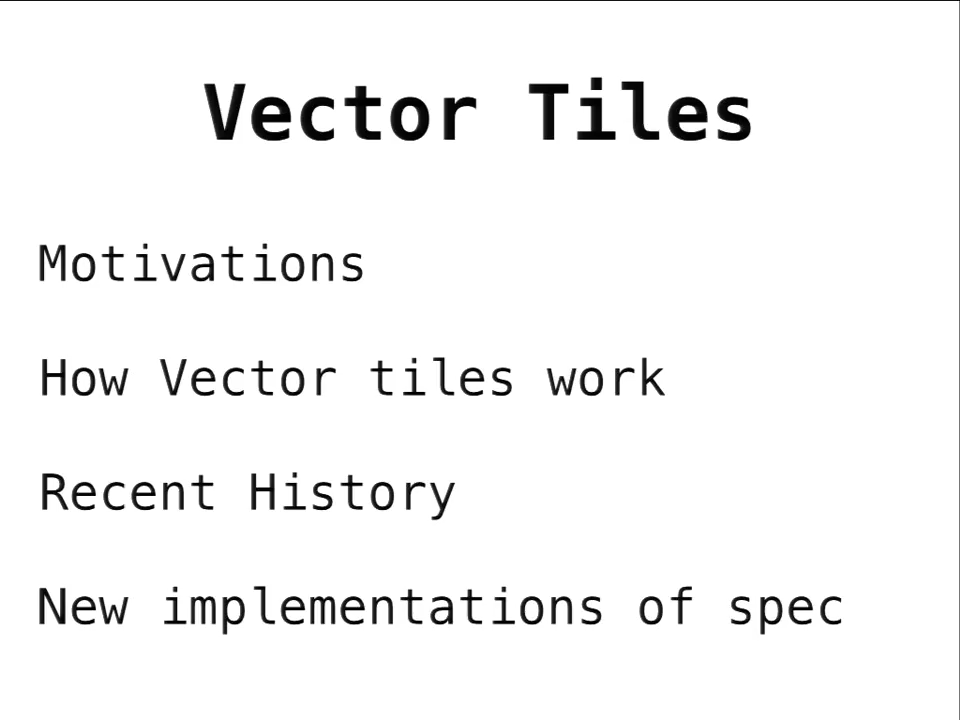 Vector Tiles
Motivations
How Vector tiles work
Recent History
New implementations of spec